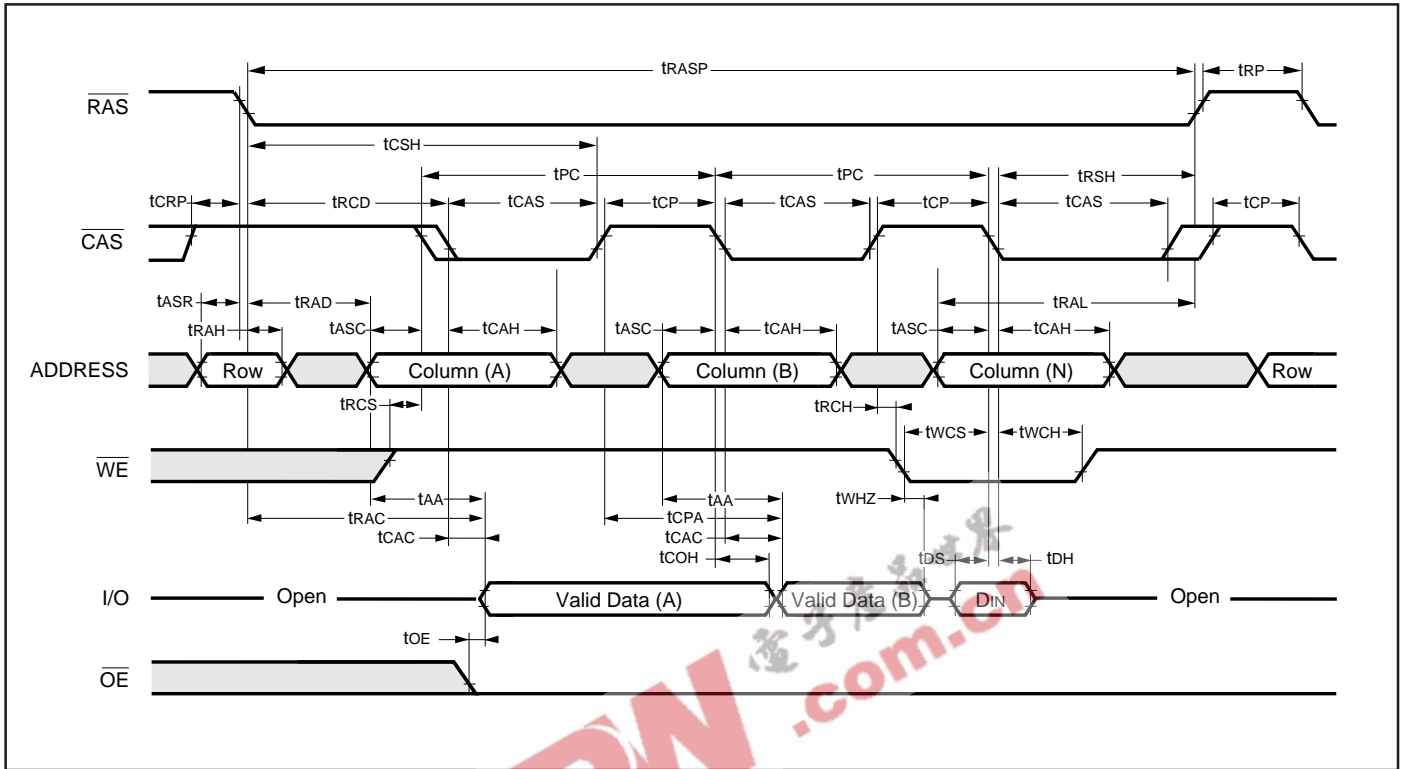 tRASP
tRP
RAS
tCSH
tPC
tPC
tRSH
tCRP
tRCD
tCAS
tCP
tCAS
tCP
tCAS
tCP
CAS
tASR
tRAD
tRAL
tRAH
tASC
tCAH
tASC
tCAH
tASC
tCAH
ADDRESS
Row
Column (A)
Column (B)
Column (N)
Row
tRCS
tRCH
tWCS
tWCH
WE
tAA
tAA
tWHZ
tRAC
tCPA
tCAC
tCAC
tCOH
tDS
tDH
I/O
Open
Valid Data (A)
Valid Data (B)
DIN
Open
tOE
OE
.com.cn